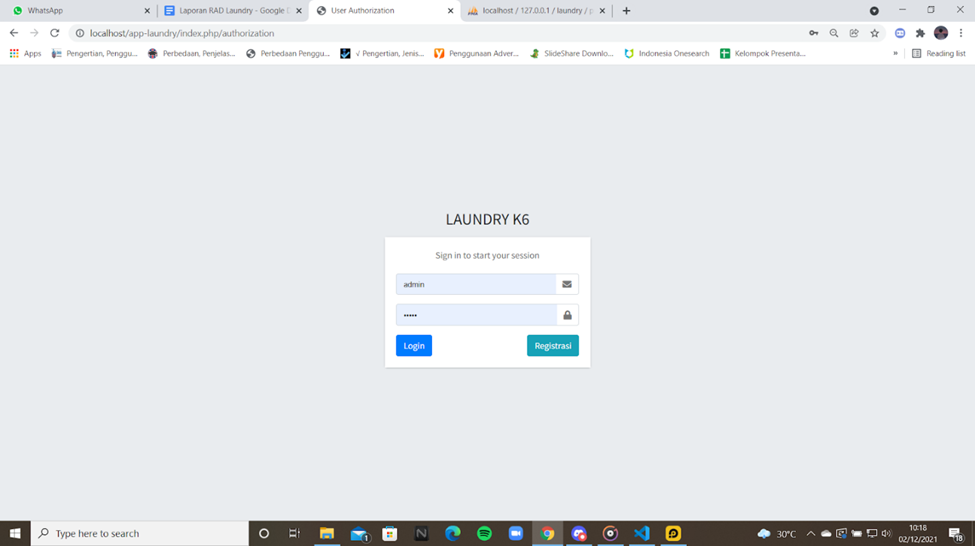 WhatsApp
Laporan RAD Laundry - Google D
User Authorization
localhost / 127.0.0.1 / laundry / p
localhost/app-laundry/index.php/authorization
Apps
Pengertian, Penggu...
Perbedaan, Penjelas...
Perbedaan Penggu...
√ Pengertian, Jenis...
Penggunaan Adver...
SlideShare Downlo...
Indonesia Onesearch
Kelompok Presenta...
»
Reading list
LAUNDRY K6
Sign in to start your session
admin
•••••
Login
Registrasi
Type here to search
1
N
30°C
10:18
02/12/2021
18